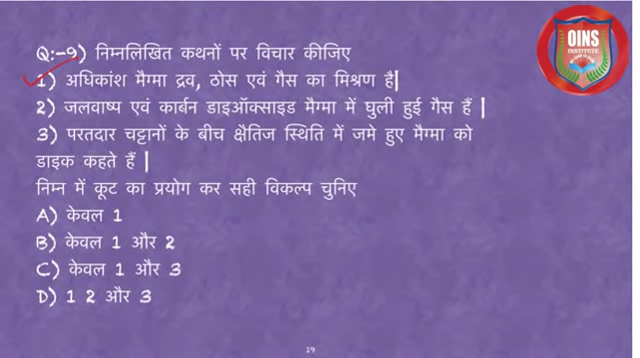 OINS
INSTITUTE
Q:-9) निम्नलिखित कथनों पर विचार कीजिए
1) अधिकांश मैग्मा द्रव, ठोस एवं गैस का मिश्रण है|
2) जलवाष्प एवं कार्बन डाइऑक्साइड मैग्मा में घुली हुई गैस हैं |
3) परतदार चट्टानों के बीच क्षैतिज स्थिति में जमे हुए मैग्मा को
डाइक कहते हैं |
निम्न में कूट का प्रयोग कर सही विकल्प चुनिए
A) केवल 1
B) केवल 1 और 2
C) केवल 1 और 3
D) 1 2 और 3
19